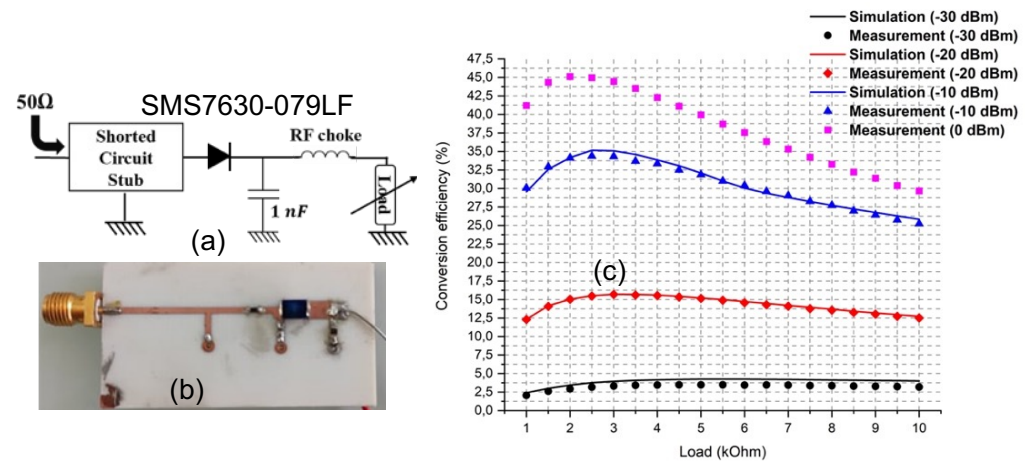 50Ω
SMS7630-079LF
Shorted
Circuit
Stub
RF choke
1 nF
Load
(a)
(b)
Simulation (-30 dBm)
Measurement (-30 dBm)
Simulation (-20 dBm)
Measurement (-20 dBm)
Simulation (-10 dBm)
Measurement (-10 dBm)
Measurement (0 dBm)
Conversion efficiency (%)
47,5
45,0
42,5
40,0
37,5
35,0
32,5
30,0
27,5
25,0
22,5
20,0
17,5
15,0
12,5
10,0
7,5
5,0
2,5
0,0
(c)
1 2 3 4 5 6 7 8 9 10
Load (kOhm)